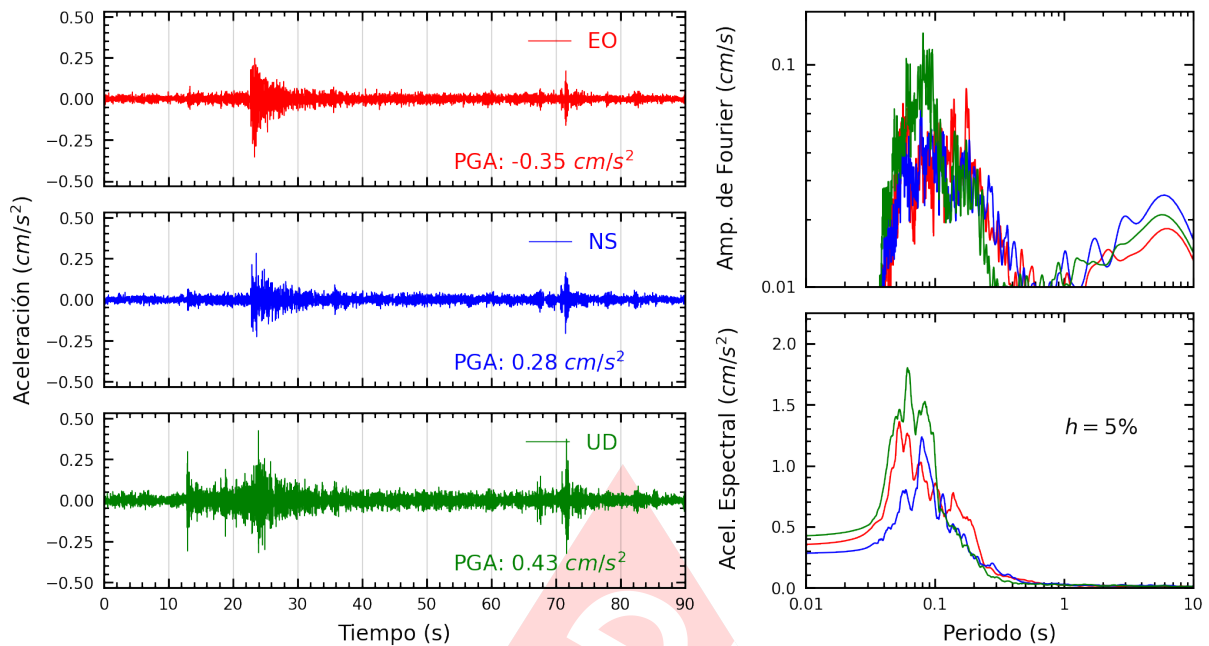 0.50
0.25
0.00
−0.25
−0.50
EO
PGA: -0.35 cm/s²
0.50
0.25
0.00
−0.25
−0.50
NS
PGA: 0.28 cm/s²
0.50
0.25
0.00
−0.25
−0.50
UD
PGA: 0.43 cm/s²
0 10 20 30 40 50 60 70 80 90
Tiempo (s)
Aceleración (cm/s²)
0.1
0.01
Amp. de Fourier (cm/s)
2.0
1.5
1.0
0.5
0.0
h = 5%
Acel. Espectral (cm/s²)
0.01 0.1 1 10
Periodo (s)